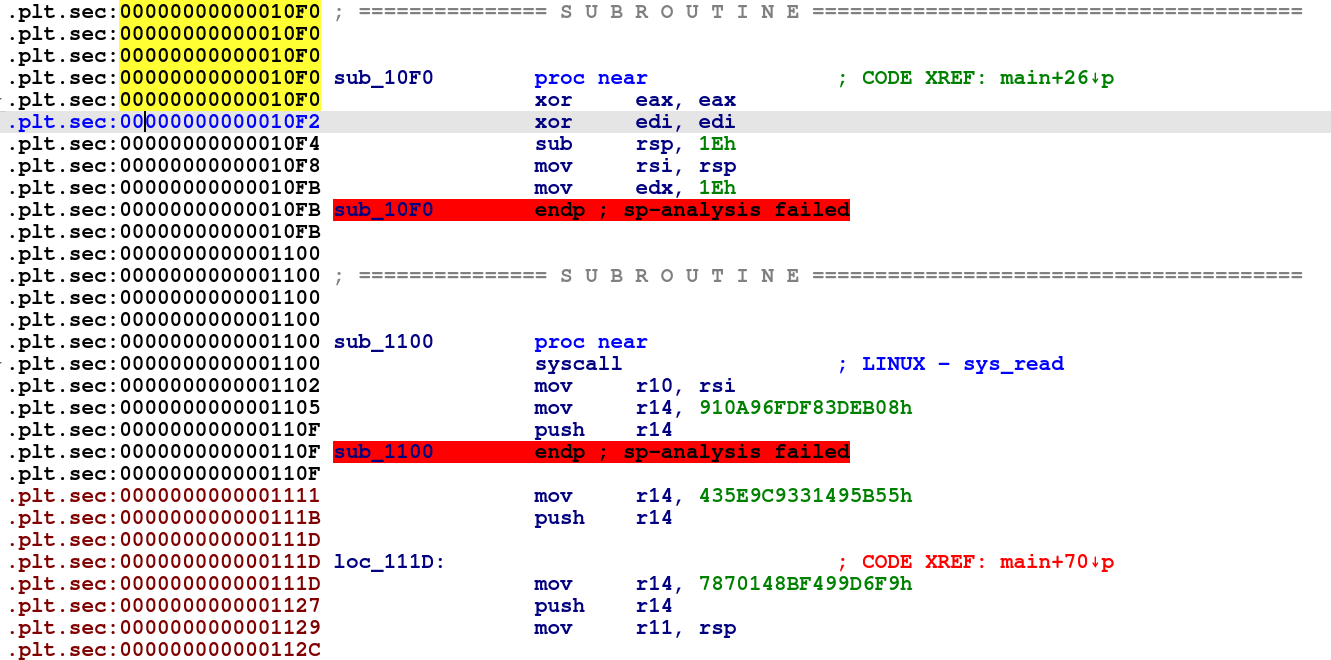 .plt.sec:00000000000010F0 ; =============== S U B R O U T I N E =======================================
.plt.sec:00000000000010F0
.plt.sec:00000000000010F0
.plt.sec:00000000000010F0 sub_10F0 proc near ; CODE XREF: main+26↓p
.plt.sec:00000000000010F0 xor eax, eax
.plt.sec:00000000000010F2 xor edi, edi
.plt.sec:00000000000010F4 sub rsp, 1Eh
.plt.sec:00000000000010F8 mov rsi, rsp
.plt.sec:00000000000010FB mov edx, 1Eh
.plt.sec:00000000000010FB sub_10F0 endp ; sp-analysis failed
.plt.sec:00000000000010FB
.plt.sec:0000000000001100
.plt.sec:0000000000001100 ; =============== S U B R O U T I N E =======================================
.plt.sec:0000000000001100
.plt.sec:0000000000001100
.plt.sec:0000000000001100 sub_1100 proc near
.plt.sec:0000000000001100 syscall ; LINUX - sys_read
.plt.sec:0000000000001102 mov r10, rsi
.plt.sec:0000000000001105 mov r14, 910A96FDF83DEB08h
.plt.sec:000000000000110F push r14
.plt.sec:000000000000110F sub_1100 endp ; sp-analysis failed
.plt.sec:000000000000110F
.plt.sec:0000000000001111 mov r14, 435E9C9331495B55h
.plt.sec:000000000000111B push r14
.plt.sec:000000000000111D
.plt.sec:000000000000111D loc_111D: ; CODE XREF: main+70↓p
.plt.sec:000000000000111D mov r14, 7870148BF499D6F9h
.plt.sec:0000000000001127 push r14
.plt.sec:0000000000001129 mov r11, rsp
.plt.sec:000000000000112C